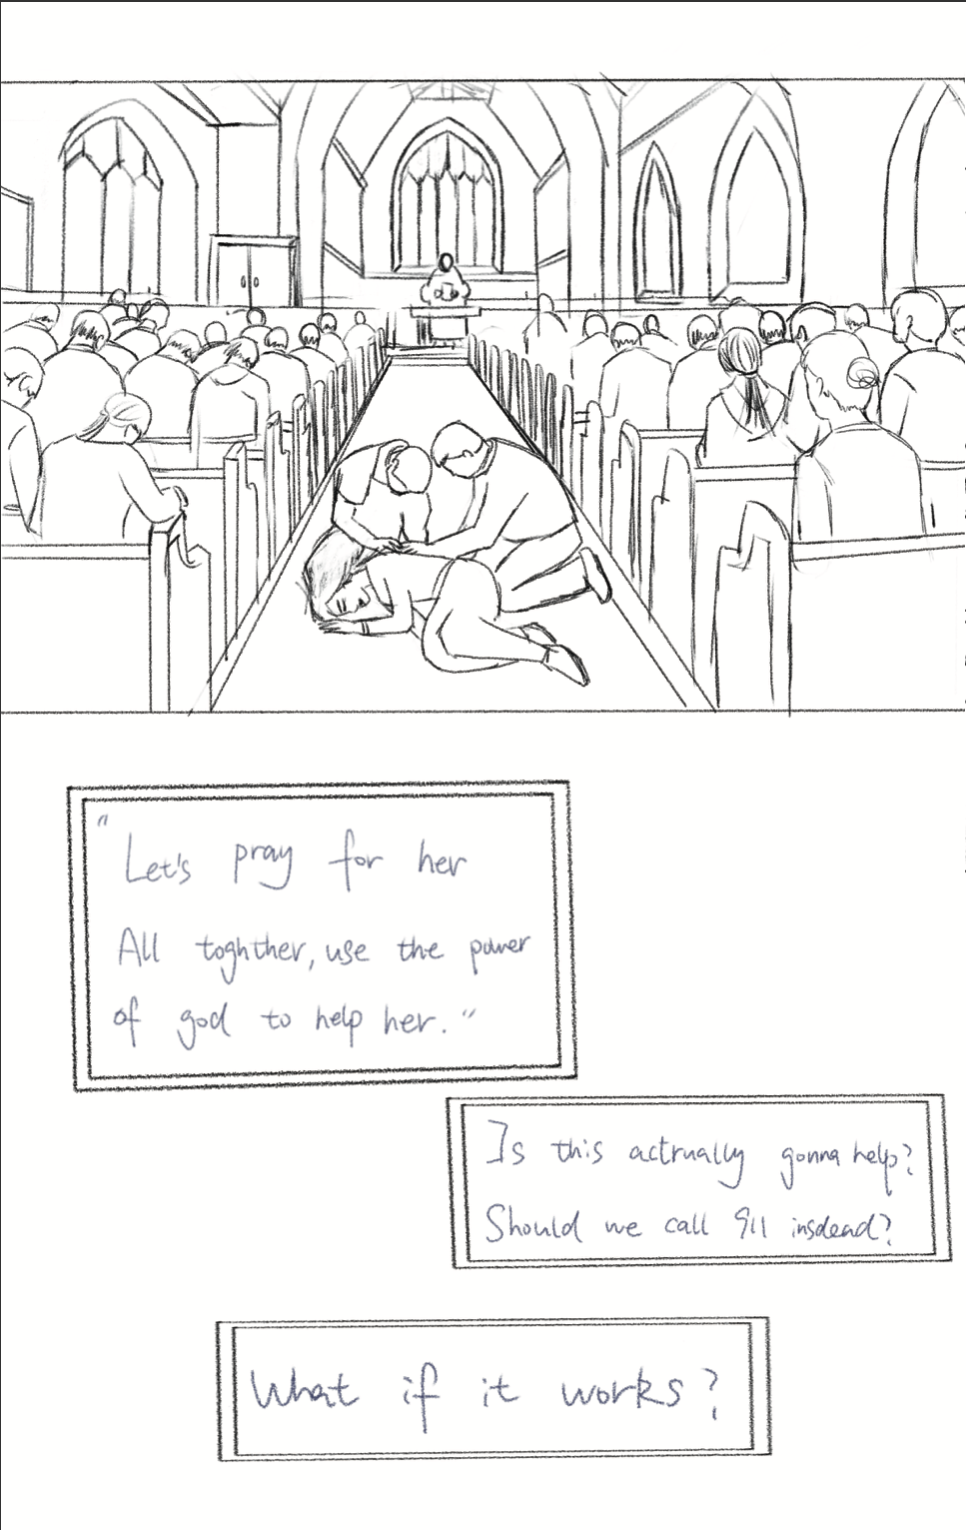 "Let's pray for her
All toghther, use the power
of god to help her."
Is this actrually gonna help?
Should we call 911 insdead?
What if it works?